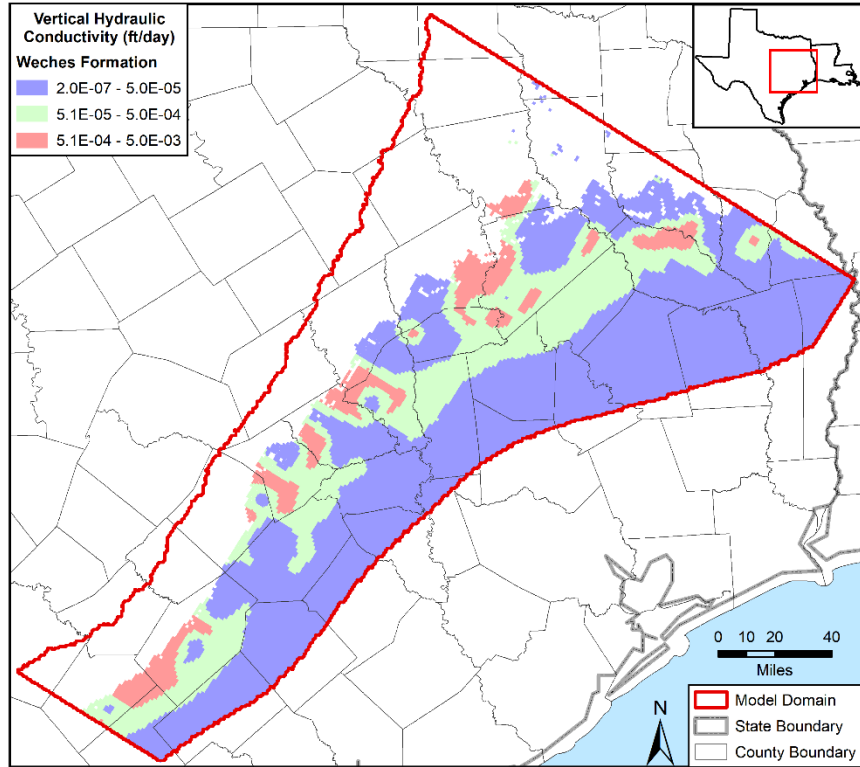 Vertical Hydraulic
Conductivity (ft/day)
Weches Formation
2.0E-07 - 5.0E-05
5.1E-05 - 5.0E-04
5.1E-04 - 5.0E-03
0 10 20 40
Miles
N
Model Domain
State Boundary
County Boundary